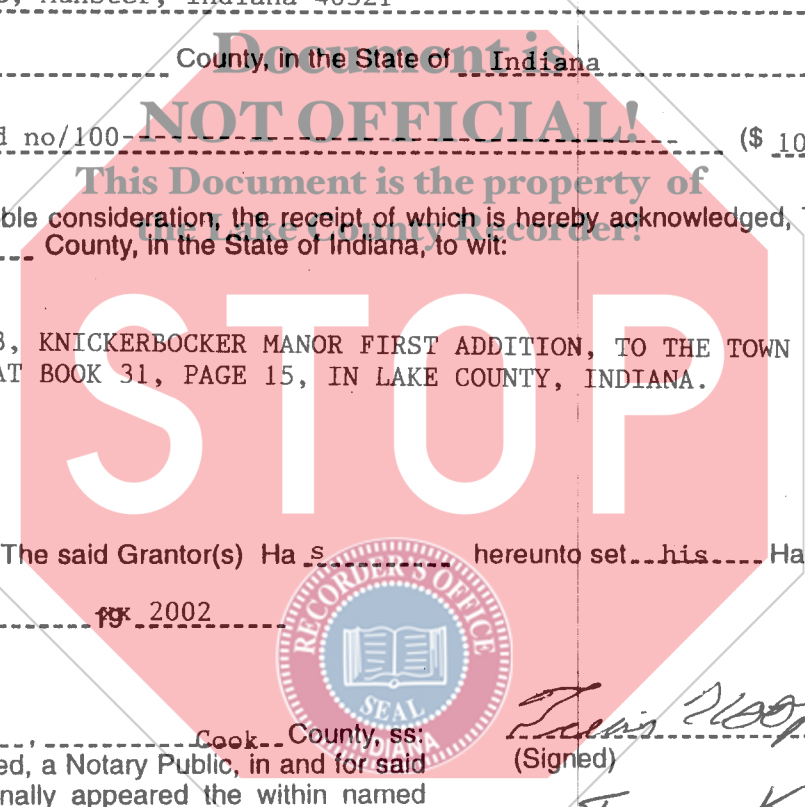 Munster, Indiana 46321
Document is
County, in the State of Indiana
NOT OFFICIAL!
no/100 ($ 10
This Document is the property of
ble consideration, the receipt of which is hereby acknowledged,
the Lake County Recorder!
County, in the State of Indiana, to wit:
KNICKERBOCKER MANOR FIRST ADDITION, TO THE TOWN
AT BOOK 31, PAGE 15, IN LAKE COUNTY, INDIANA.
STOP
The said Grantor(s) Ha s hereunto set his Ha
2002
RECORDER'S OFFICE
SEAL
INDIANA
Cook County, ss:
ed, a Notary Public, in and for said
(Signed)
nally appeared the within named